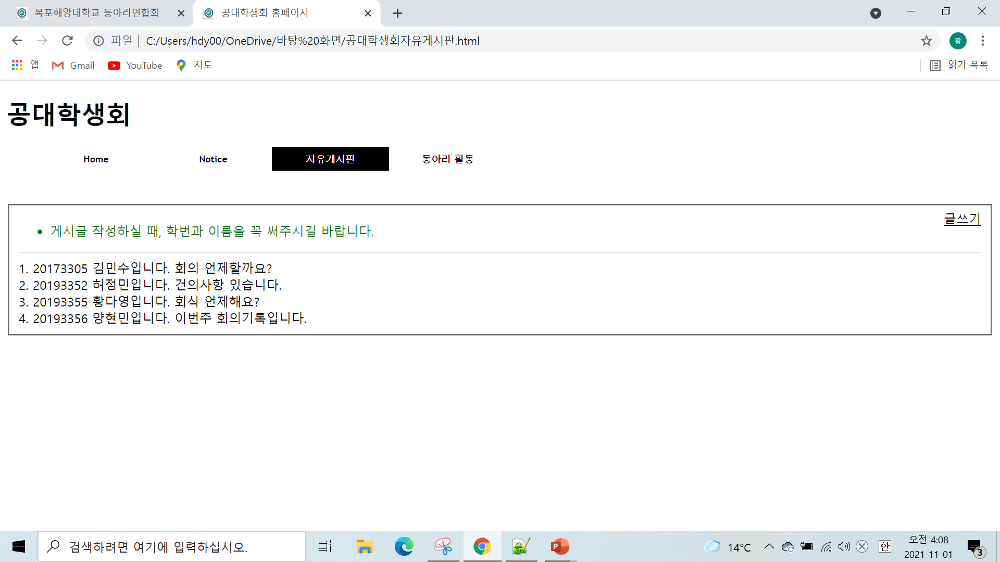 목포해양대학교 동아리연합회
공대학생회 홈페이지
파일 C:/Users/hdy00/OneDrive/바탕%20화면/공대학생회자유게시판.html
황
앱 Gmail YouTube 지도 읽기 목록
공대학생회
Home Notice 자유게시판 동아리 활동
글쓰기
• 게시글 작성하실 때, 학번과 이름을 꼭 써주시길 바랍니다.
1. 20173305 김민수입니다. 회의 언제할까요?
2. 20193352 허정민입니다. 건의사항 있습니다.
3. 20193355 황다영입니다. 회식 언제해요?
4. 20193356 양현민입니다. 이번주 회의기록입니다.
검색하려면 여기에 입력하십시오.
14°C
한
오전 4:08
2021-11-01
3